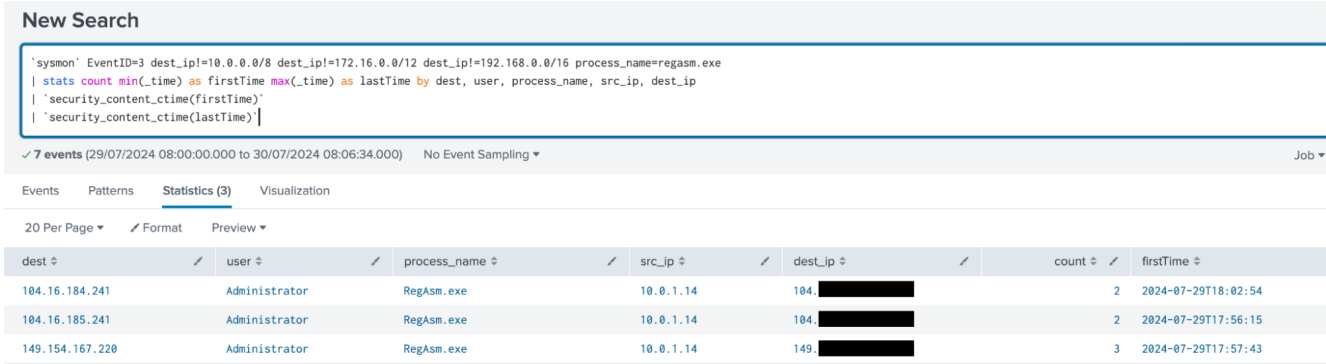 New Search
`sysmon` EventID=3 dest_ip!=10.0.0.0/8 dest_ip!=172.16.0.0/12 dest_ip!=192.168.0.0/16 process_name=regasm.exe
| stats count min(_time) as firstTime max(_time) as lastTime by dest, user, process_name, src_ip, dest_ip
| `security_content_ctime(firstTime)`
| `security_content_ctime(lastTime)`
7 events (29/07/2024 08:00:00.000 to 30/07/2024 08:06:34.000) No Event Sampling Job
Events Patterns Statistics (3) Visualization
20 Per Page Format Preview
dest user process_name src_ip dest_ip count firstTime
104.16.184.241 Administrator RegAsm.exe 10.0.1.14 104. 2 2024-07-29T18:02:54
104.16.185.241 Administrator RegAsm.exe 10.0.1.14 104. 2 2024-07-29T17:56:15
149.154.167.220 Administrator RegAsm.exe 10.0.1.14 149. 3 2024-07-29T17:57:43